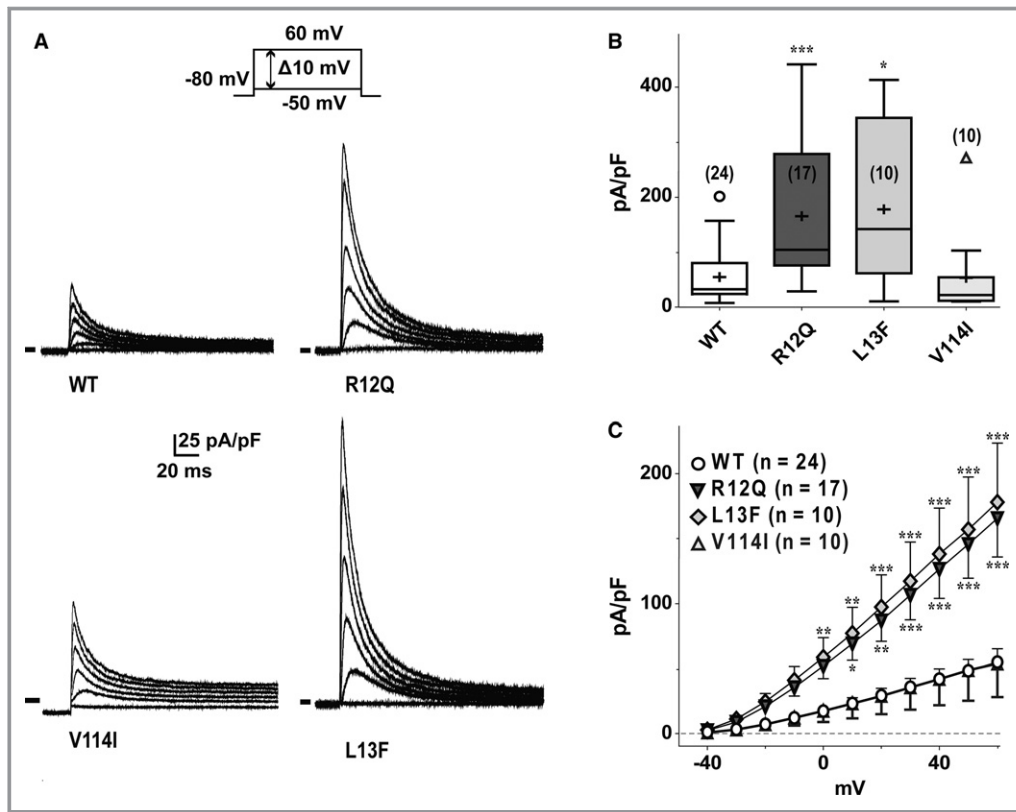 A
60 mV
-80 mV
Δ10 mV
-50 mV
WT
R12Q
25 pA/pF
20 ms
V114I
L13F
B
pA/pF
400
200
0
***
*
(24)
(17)
(10)
(10)
WT
R12Q
L13F
V114I
C
WT (n = 24)
R12Q (n = 17)
L13F (n = 10)
V114I (n = 10)
pA/pF
200
100
0
** ** *** *** *** *** ***
* ** *** *** *** ***
-40 0 40
mV